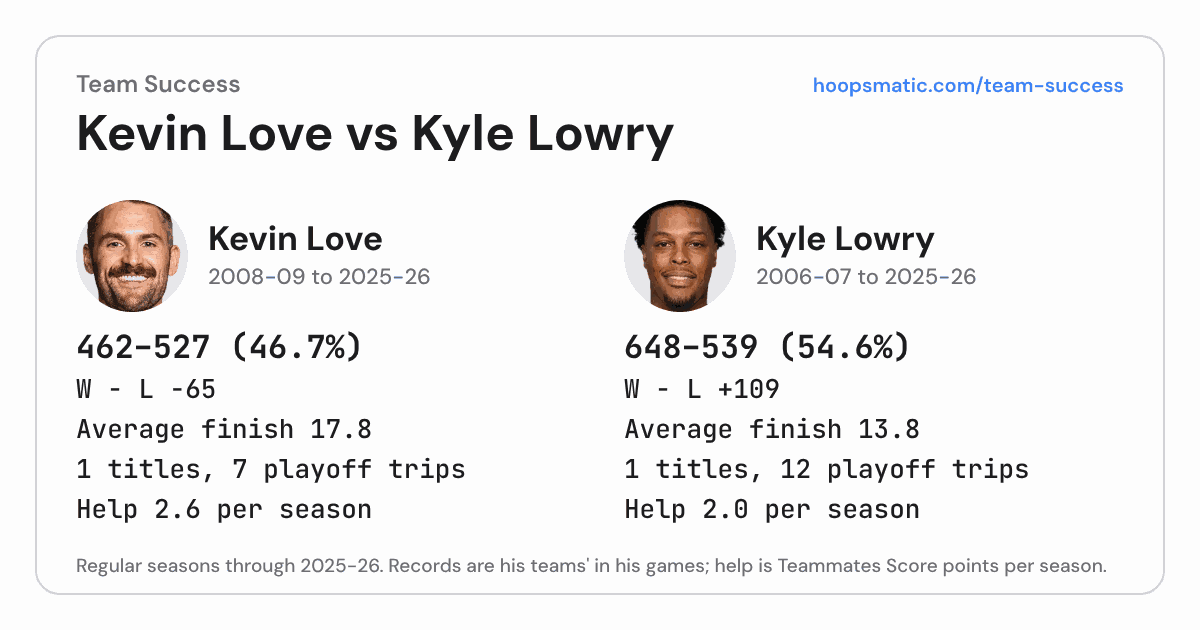 Team Success
hoopsmatic.com/team-success
Kevin Love vs Kyle Lowry
Kevin Love
2008-09 to 2025-26
462-527 (46.7%)
W - L -65
Average finish 17.8
1 titles, 7 playoff trips
Help 2.6 per season
Kyle Lowry
2006-07 to 2025-26
648-539 (54.6%)
W - L +109
Average finish 13.8
1 titles, 12 playoff trips
Help 2.0 per season
Regular seasons through 2025-26. Records are his teams' in his games; help is Teammates Score points per season.